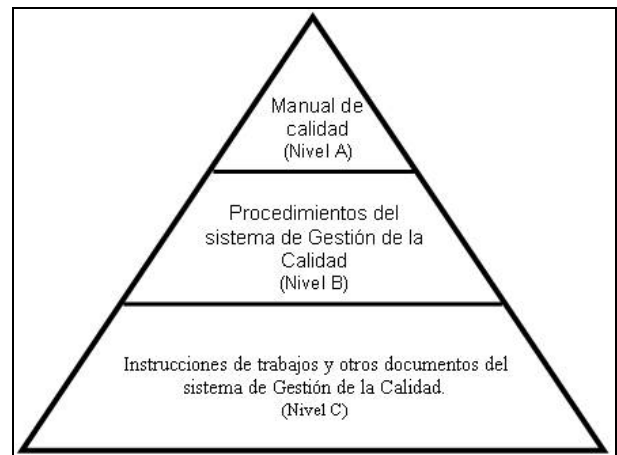 Manual de
calidad
(Nivel A)
Procedimientos del
sistema de Gestión de la
Calidad
(Nivel B)
Instrucciones de trabajos y otros documentos del
sistema de Gestión de la Calidad.
(Nivel C)